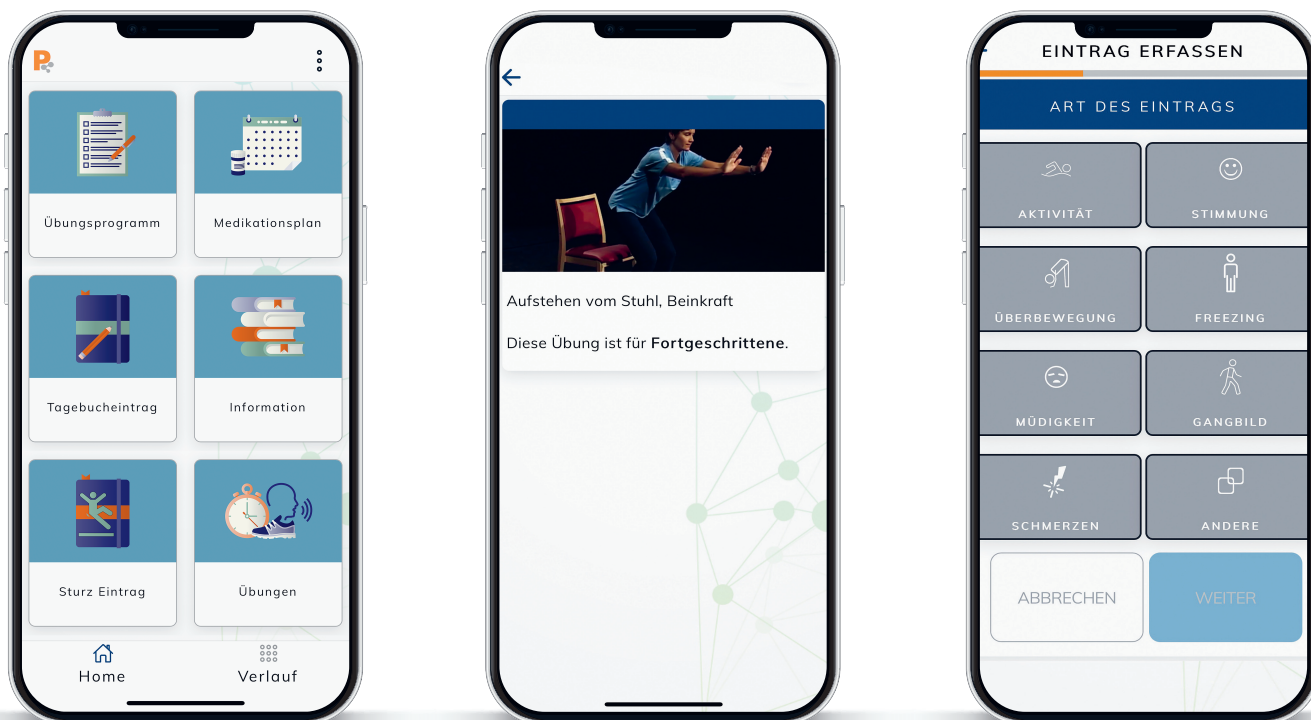 P
Übungsprogramm
Medikationsplan
Tagebucheintrag
Information
Sturz Eintrag
Übungen
Home
Verlauf
Aufstehen vom Stuhl, Beinkraft
Diese Übung ist für Fortgeschrittene.
EINTRAG ERFASSEN
ART DES EINTRAGS
AKTIVITÄT
STIMMUNG
ÜBERBEWEGUNG
FREEZING
MÜDIGKEIT
GANGBILD
SCHMERZEN
ANDERE
ABBRECHEN
WEITER